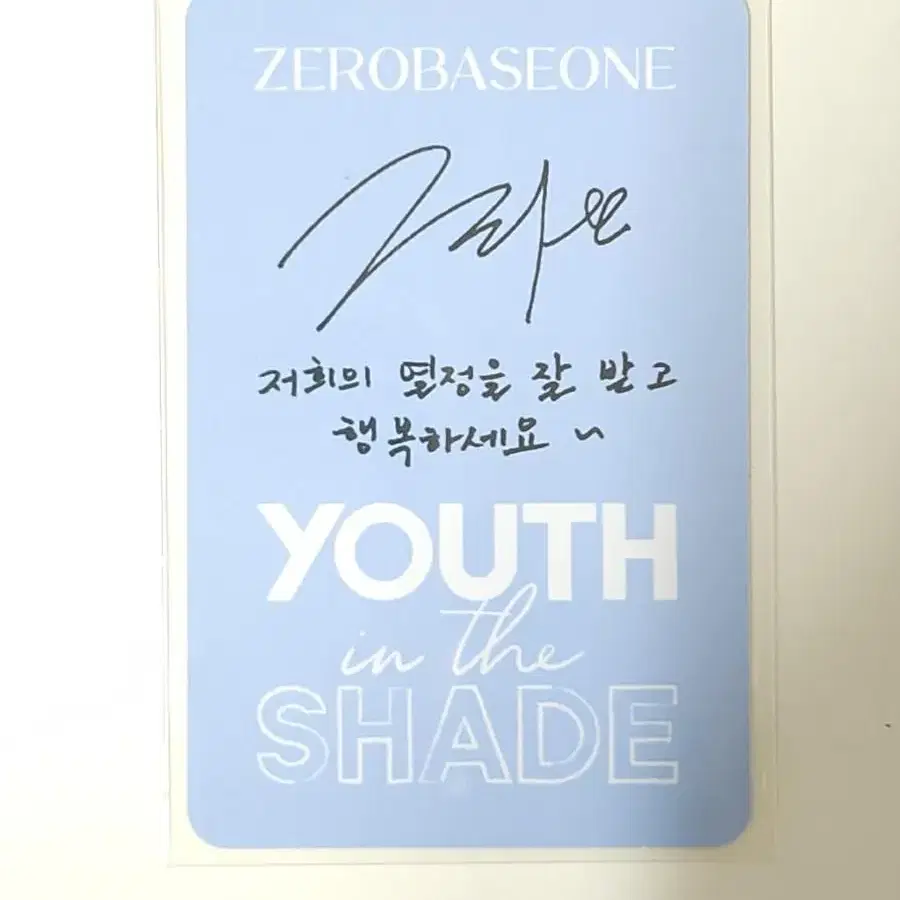 ZEROBASEONE
저희의 열정을 잘 받고
행복하세요 ~
YOUTH
in the
SHADE